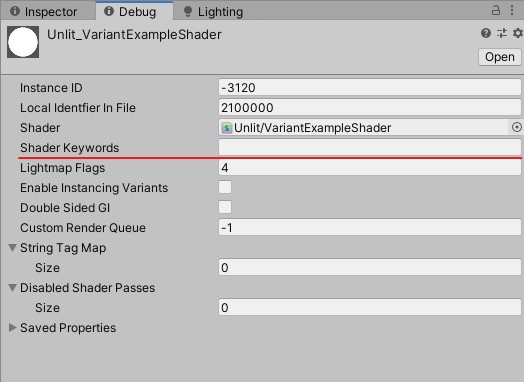 Inspector Debug Lighting
Unlit_VariantExampleShader
Open
Instance ID -3120
Local Identfier In File 2100000
Shader Unlit/VariantExampleShader
Shader Keywords
Lightmap Flags 4
Enable Instancing Variants
Double Sided GI
Custom Render Queue -1
String Tag Map
Size 0
Disabled Shader Passes
Size 0
Saved Properties